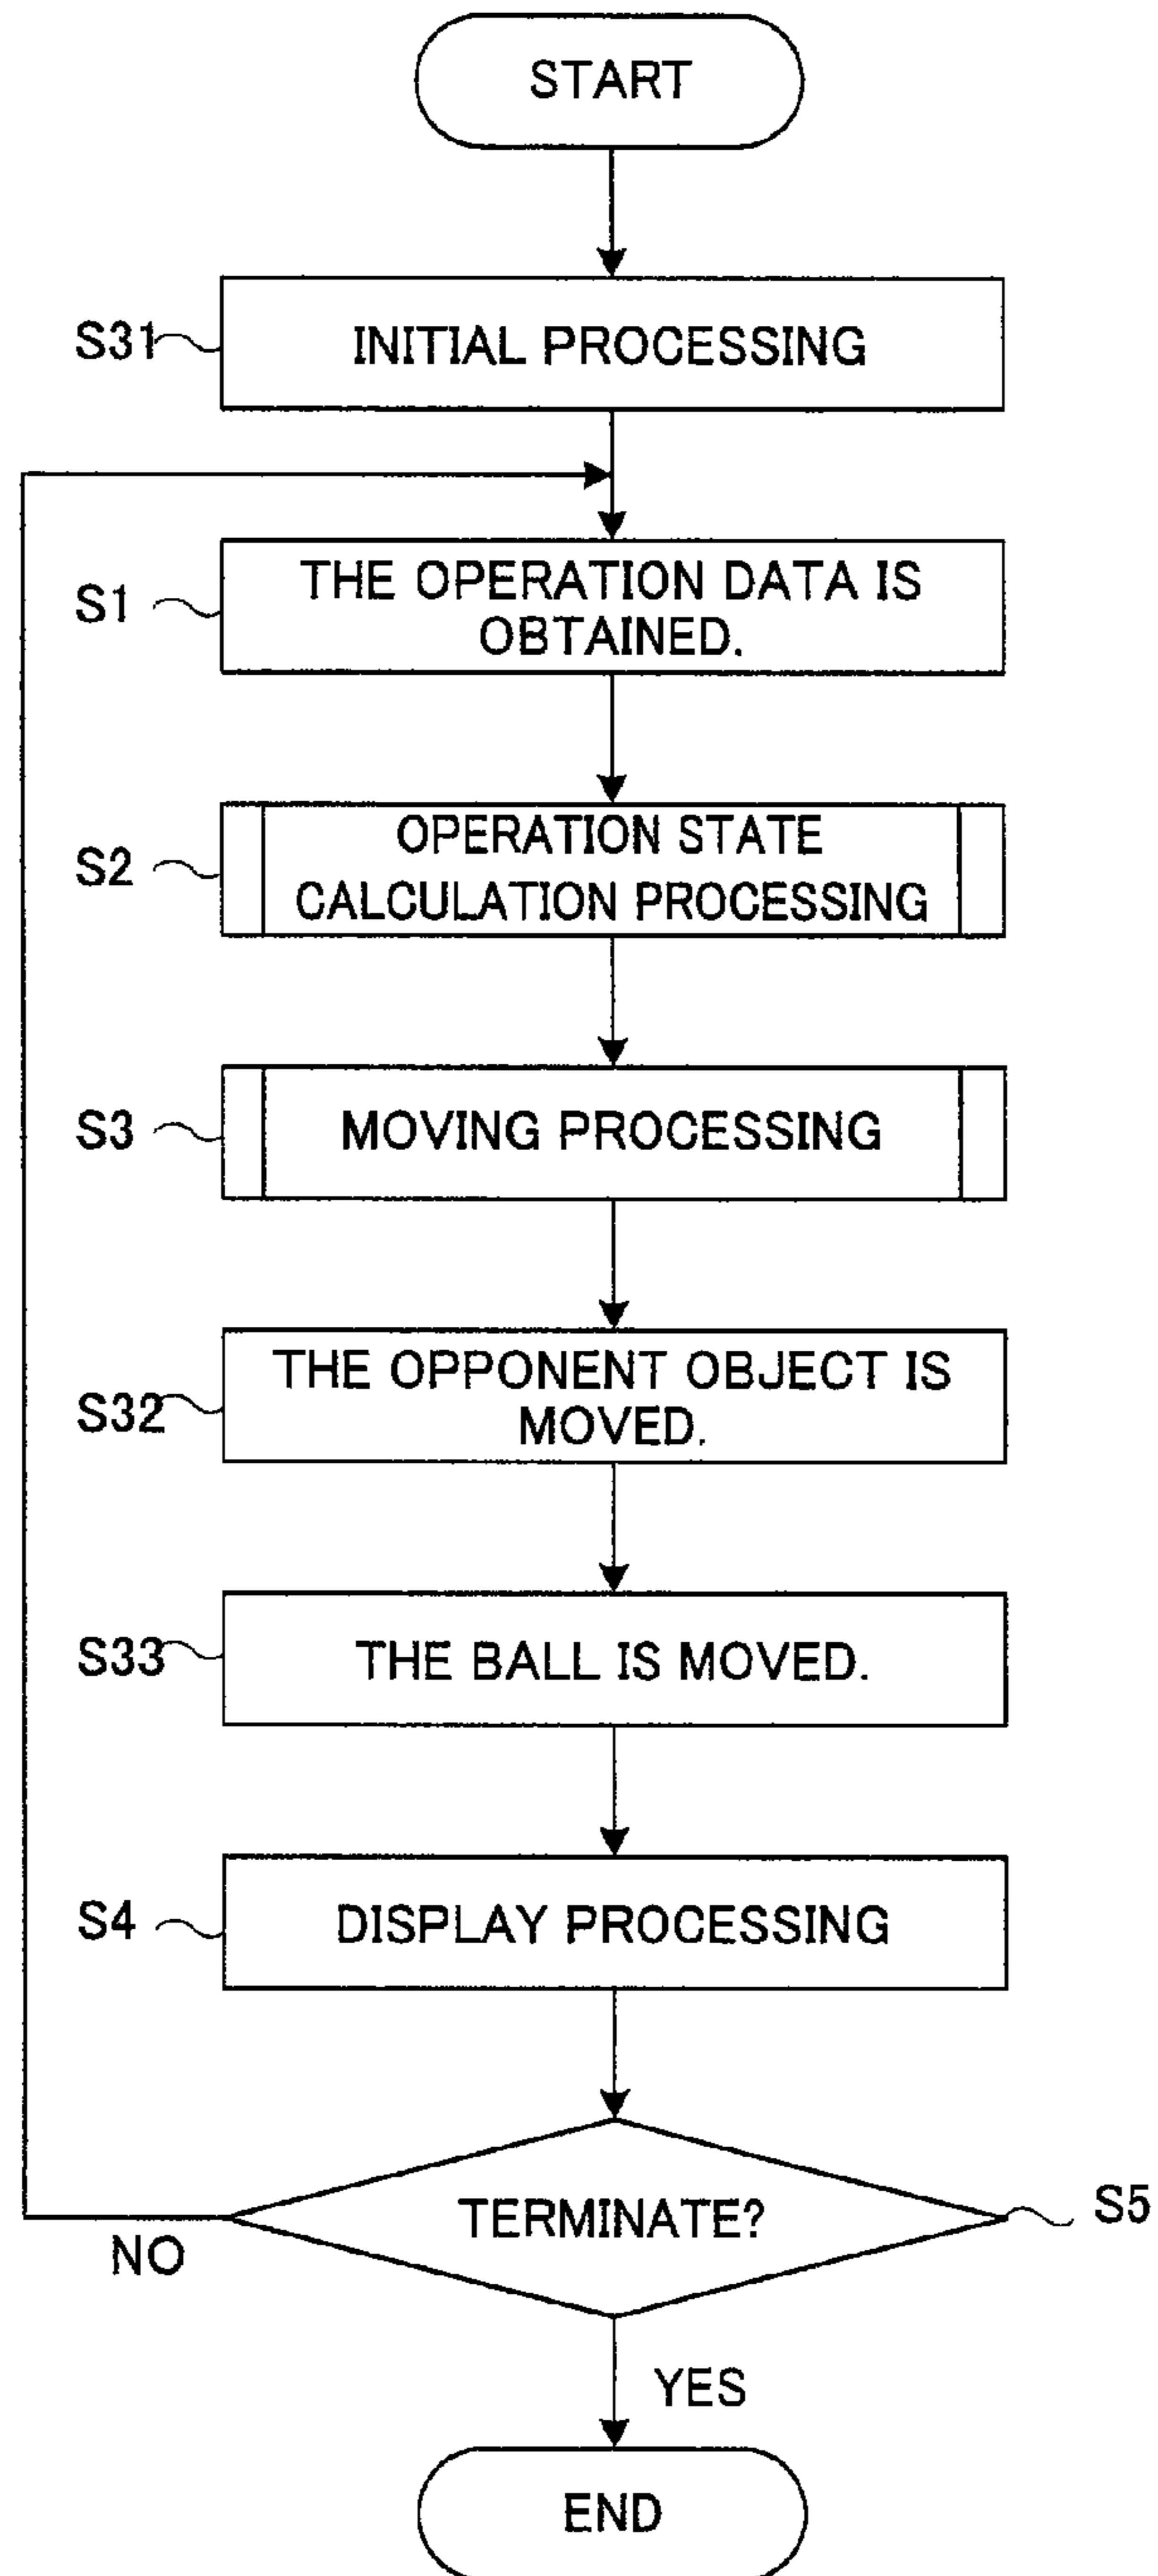 START
S31
INITIAL PROCESSING
S1
THE OPERATION DATA IS
OBTAINED.
S2
OPERATION STATE
CALCULATION PROCESSING
S3
MOVING PROCESSING
S32
THE OPPONENT OBJECT IS
MOVED.
S33
THE BALL IS MOVED.
S4
DISPLAY PROCESSING
TERMINATE?
S5
NO
YES
END